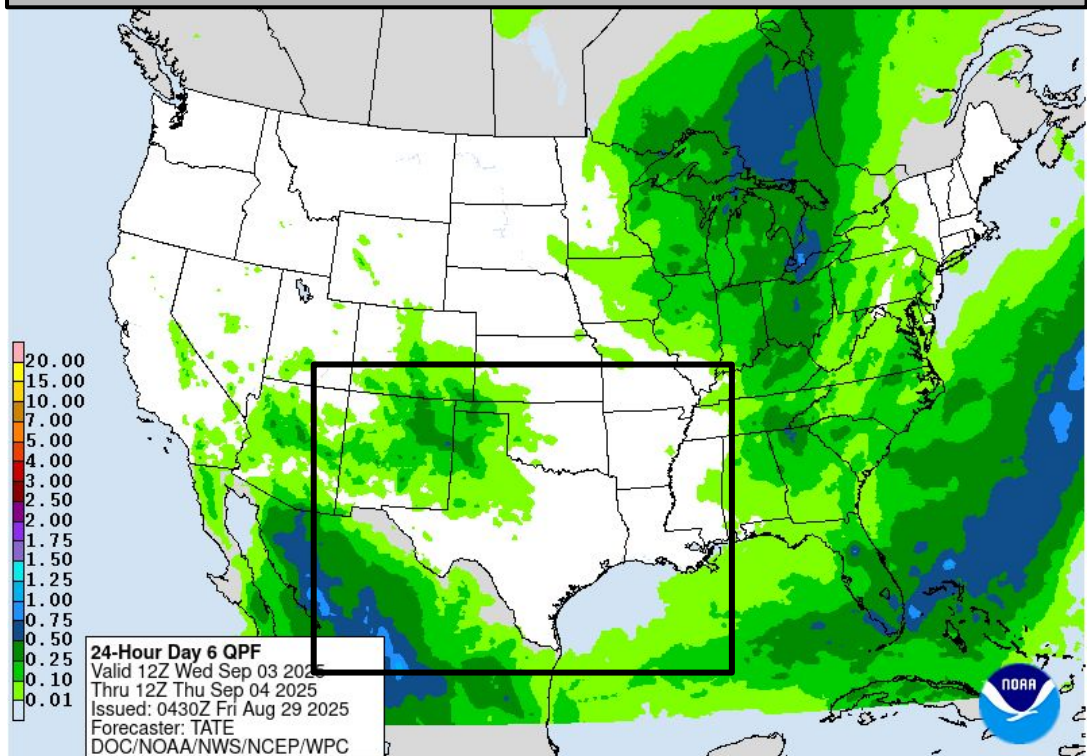 20.00
15.00
10.00
7.00
5.00
4.00
3.00
2.50
2.00
1.75
1.50
1.25
1.00
0.75
0.50
0.25
0.10
0.01
24-Hour Day 6 QPF
Valid 12Z Wed Sep 03 2025
Thru 12Z Thu Sep 04 2025
Issued: 0430Z Fri Aug 29 2025
Forecaster: TATE
DOC/NOAA/NWS/NCEP/WPC
NOAA